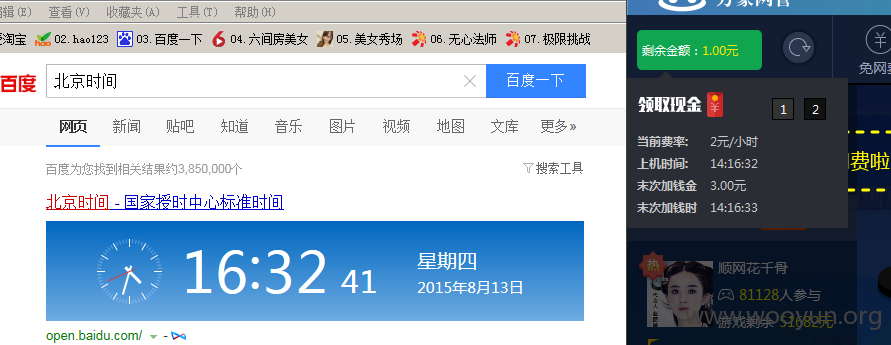 编辑(E) 查看(V) 收藏夹(A) 工具(T) 帮助(H)
爱淘宝 02.hao123 03.百度一下 04.六间房美女 05.美女秀场 06.无心法师 07.极限挑战
百度 北京时间 百度一下
网页 新闻 贴吧 知道 音乐 图片 视频 地图 文库 更多»
百度为您找到相关结果约3,850,000个 搜索工具
北京时间 - 国家授时中心标准时间
16:32 41
星期四
2015年8月13日
open.baidu.com/ -
万象网管
剩余金额：1.00元
免网费
领取现金 1 2
当前费率: 2元/小时
上机时间: 14:16:32
末次加钱金 3.00元
末次加钱时 14:16:33
费啦
热
顺网花千骨
81128人参与
游戏剩余 51682元
www.wooyun.org